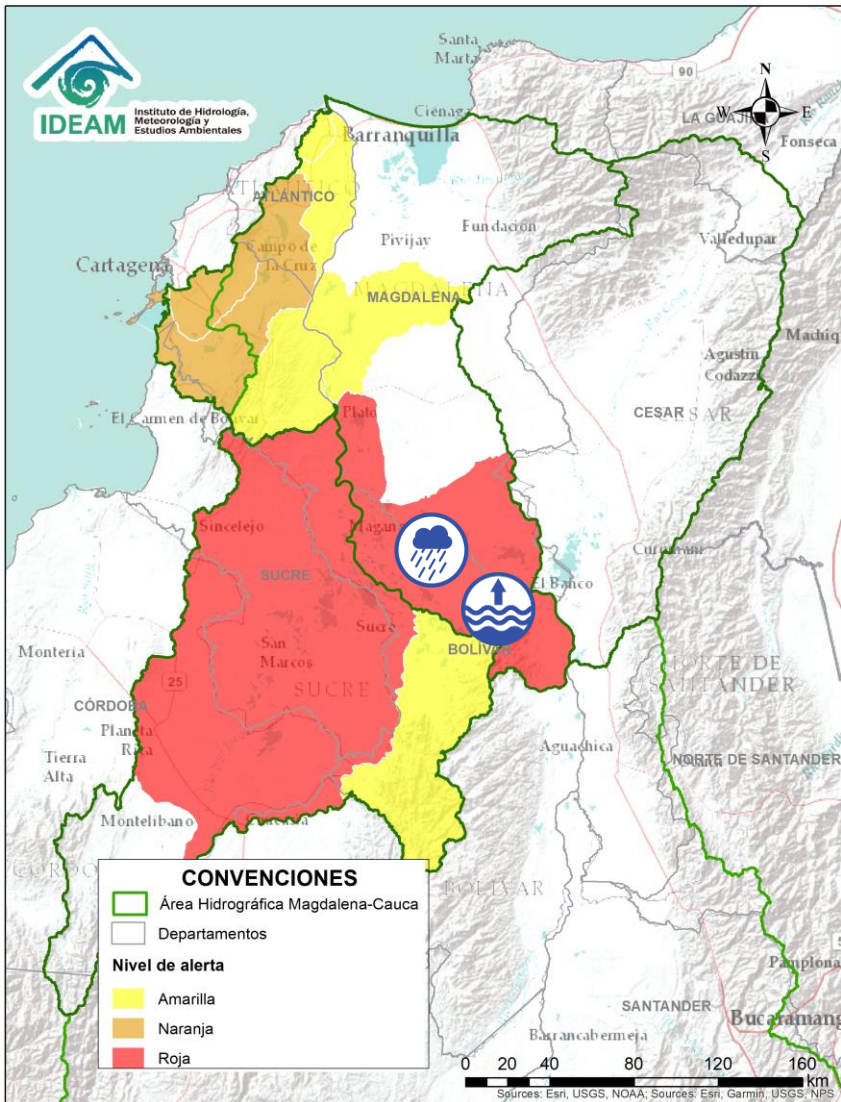 IDEAM
Instituto de Hidrología,
Meteorología y
Estudios Ambientales
Santa
Marta
90
N
W
E
S
LA GUAJI
Ciénaga
Barranquilla
Fonseca
ATLÁNTICO
Pivijay
Fundación
Valledupar
Campo de
la Cruz
Cartagena
MAGDALENA
Machiq
Agustín
Codazzi
El Carmen de Bolívar
Plato
CESAR
Sincelejo
Magang
Curumaní
SUCRE
El Banco
Sucre
BOLÍVAR
San
Marcos
Montería
NORTE DE
SANTANDER
SUCRE
25
CÓRDOBA
Planeta
Rica
Aguachica
NORTE DE SANTANDER
Tierra
Alta
Montelíbano
Caucasia
BOLÍVAR
CONVENCIONES
Área Hidrográfica Magdalena-Cauca
Departamentos
Nivel de alerta
Amarilla
Naranja
Roja
Pamplona
SANTANDER
Bucaramang
Barrancabermeja
0 20 40 80 120 160
km
Sources: Esri, USGS, NOAA; Sources: Esri, Garmin, USGS, NPS